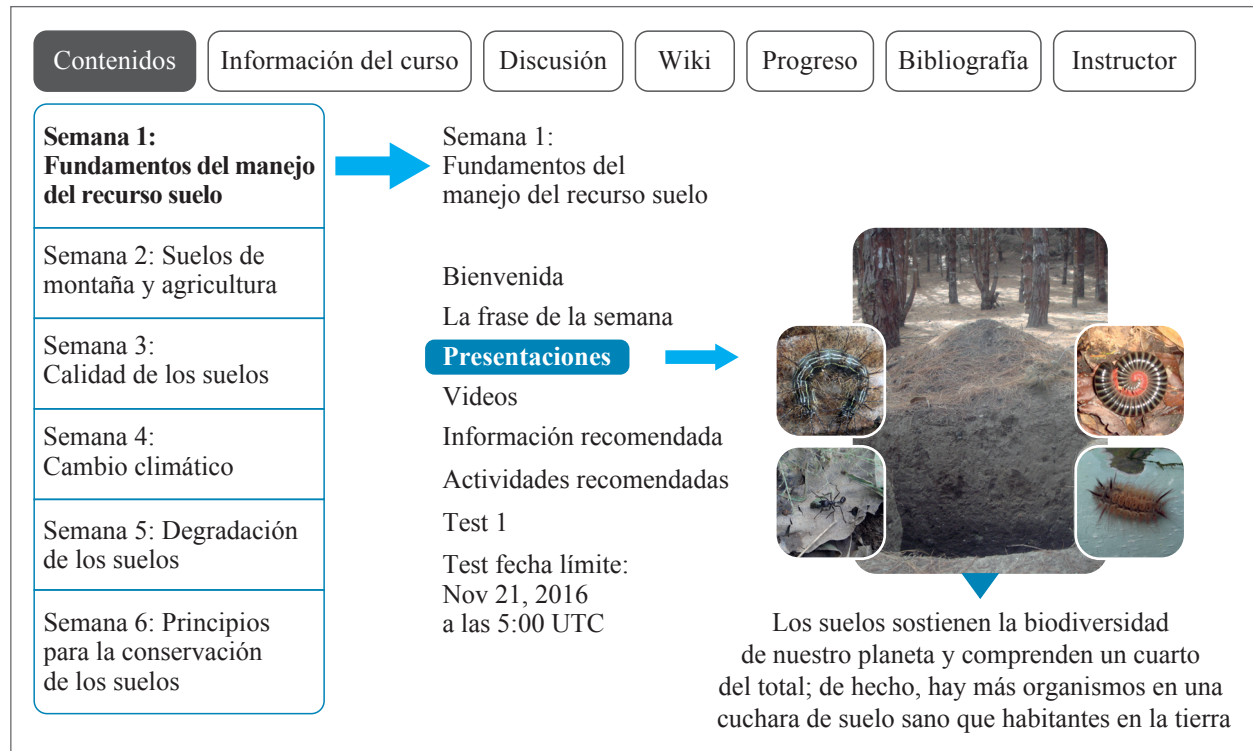 Contenidos
Información del curso
Discusión
Wiki
Progreso
Bibliografía
Instructor
Semana 1:
Fundamentos del manejo
del recurso suelo
Semana 2: Suelos de
montaña y agricultura
Semana 3:
Calidad de los suelos
Semana 4:
Cambio climático
Semana 5: Degradación
de los suelos
Semana 6: Principios
para la conservación
de los suelos
Semana 1:
Fundamentos del
manejo del recurso suelo
Bienvenida
La frase de la semana
Presentaciones
Videos
Información recomendada
Actividades recomendadas
Test 1
Test fecha límite:
Nov 21, 2016
a las 5:00 UTC
Los suelos sostienen la biodiversidad
de nuestro planeta y comprenden un cuarto
del total; de hecho, hay más organismos en una
cuchara de suelo sano que habitantes en la tierra